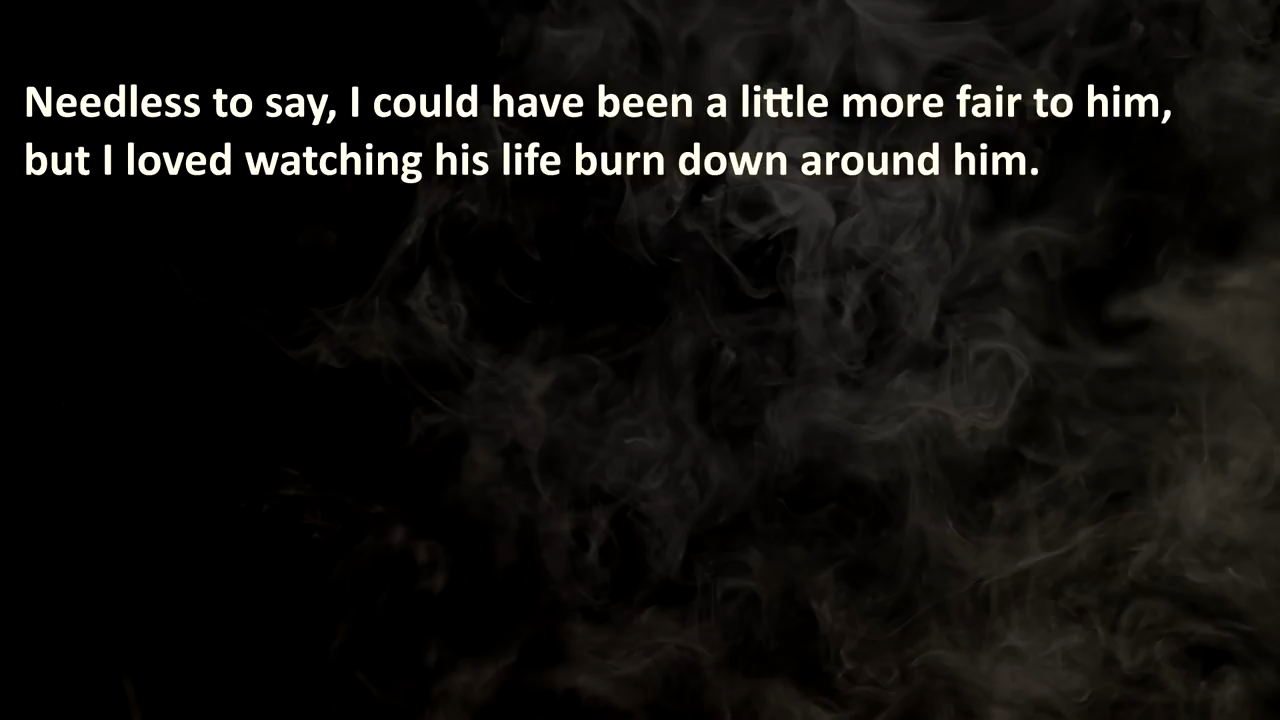 Needless to say, I could have been a little more fair to him,
but I loved watching his life burn down around him.